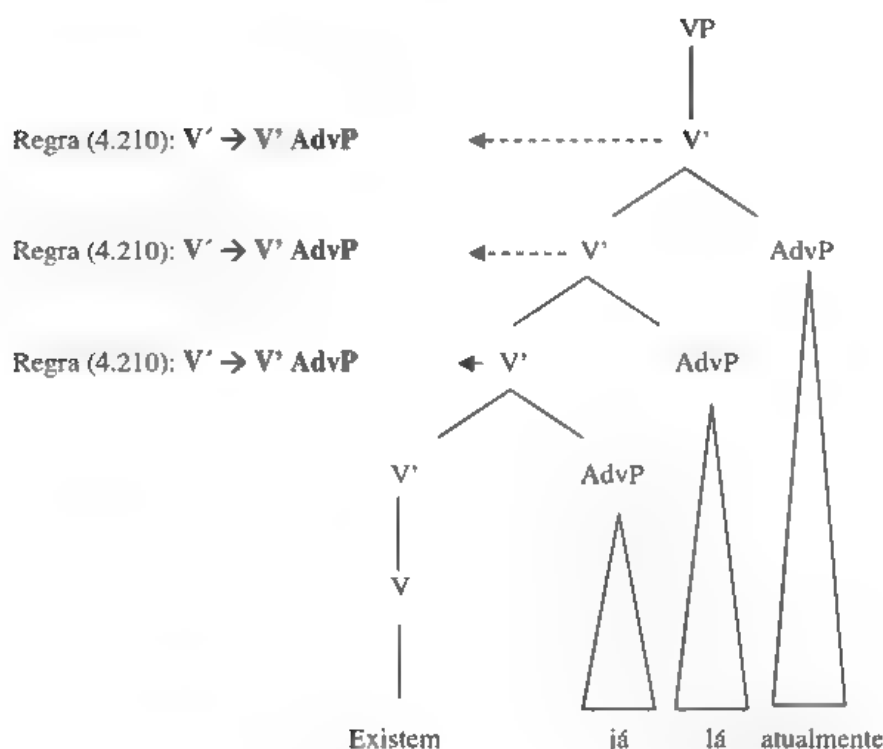 VP
Regra (4.210): V´ → V' AdvP V'
Regra (4.210): V´ → V' AdvP V' AdvP
Regra (4.210): V´ → V' AdvP V' AdvP
V' AdvP
V
Existem já lá atualmente